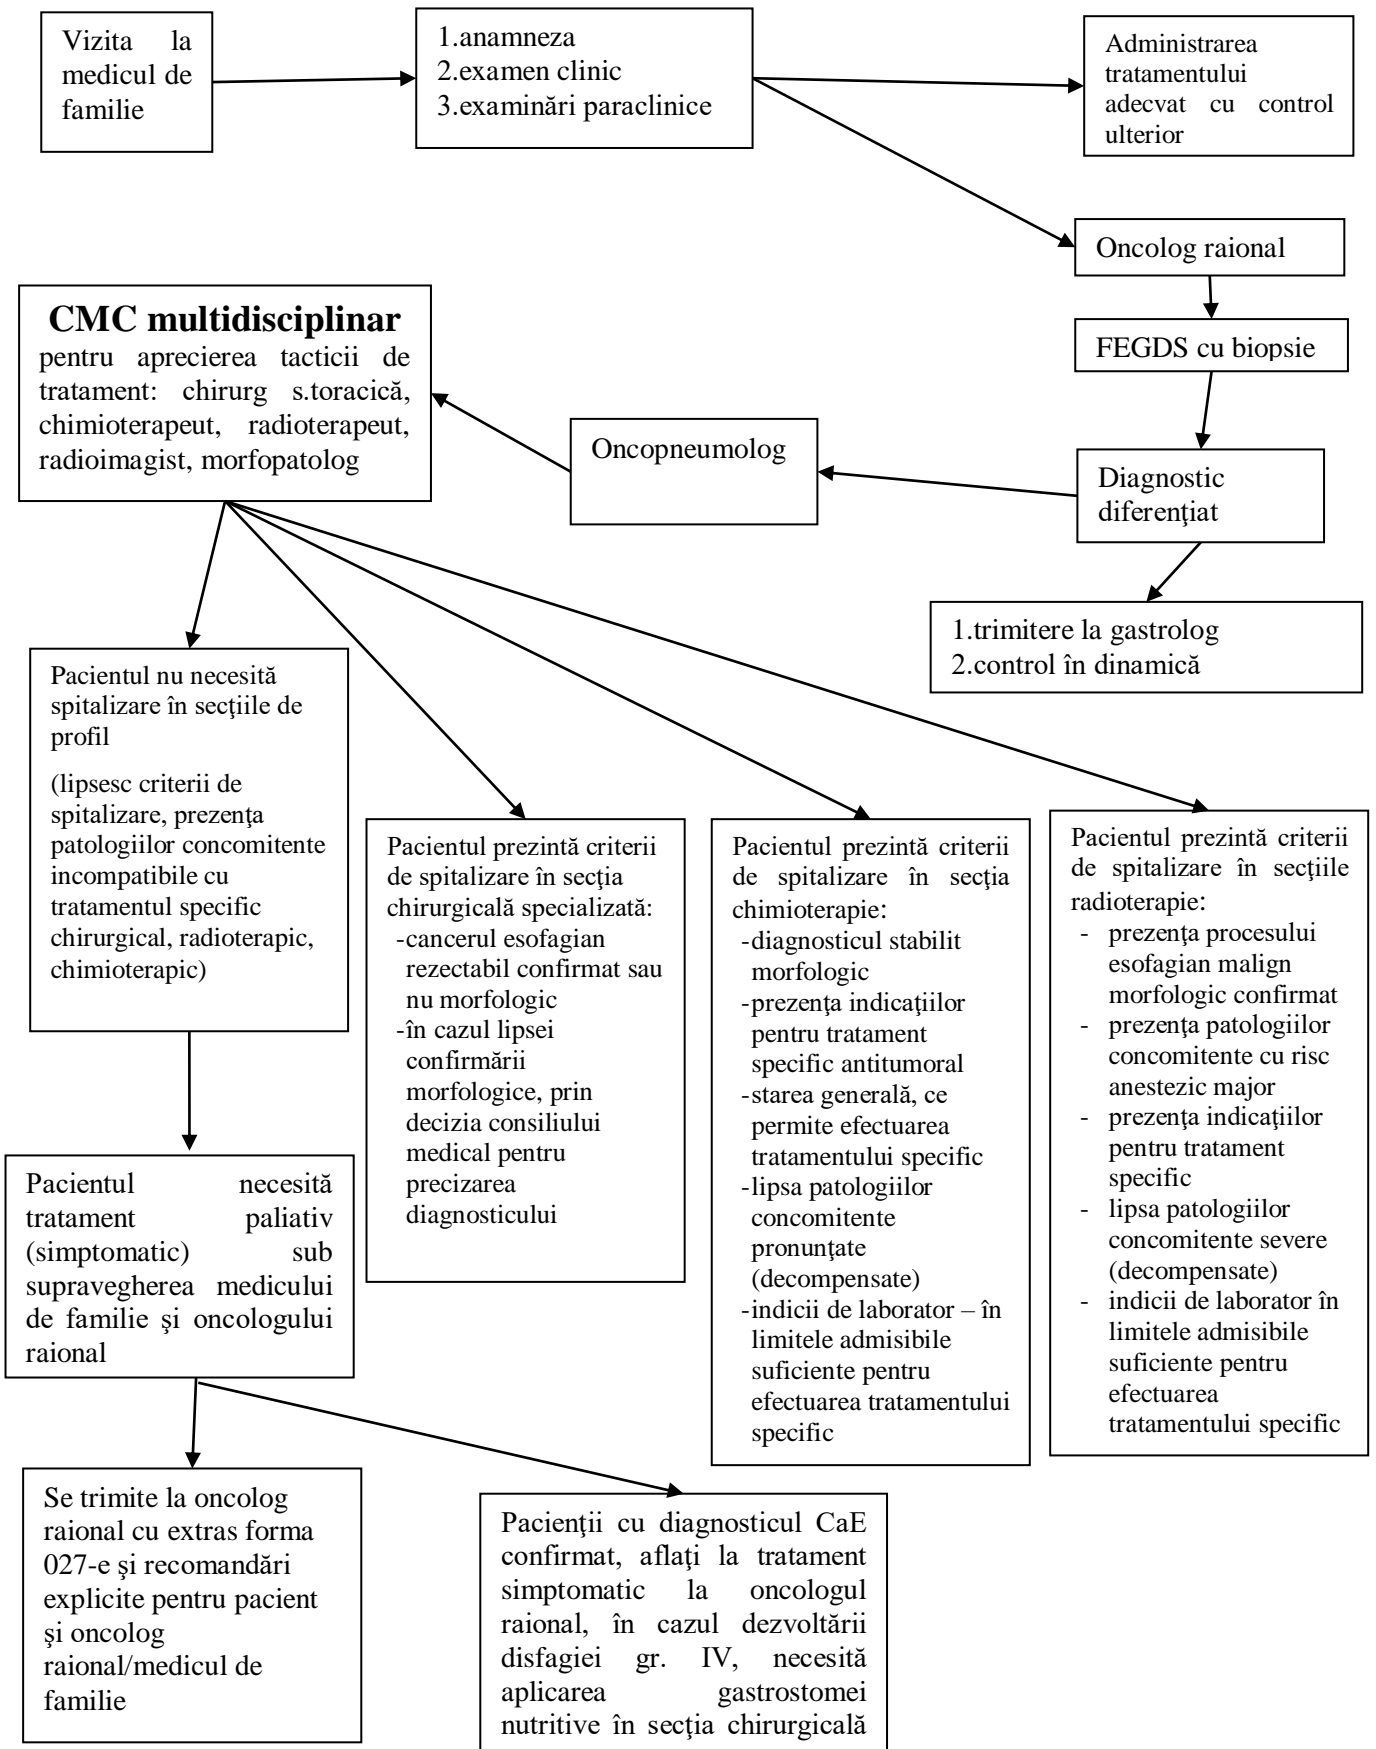 Vizita la
medicul de
familie
1.anamneza
2.examen clinic
3.examinări paraclinice
Administrarea
tratamentului
adecvat cu control
ulterior
Oncolog raional
FEGDS cu biopsie
Diagnostic
diferenţiat
1.trimitere la gastrolog
2.control în dinamică
Oncopneumolog
CMC multidisciplinar
pentru aprecierea tacticii de
tratament: chirurg s.toracică,
chimioterapeut, radioterapeut,
radioimagist, morfopatolog
Pacientul nu necesită
spitalizare în secţiile de
profil
(lipsesc criterii de
spitalizare, prezenţa
patologiilor concomitente
incompatibile cu
tratamentul specific
chirurgical, radioterapic,
chimioterapic)
Pacientul prezintă criterii
de spitalizare în secţia
chirurgicală specializată:
-cancerul esofagian
rezectabil confirmat sau
nu morfologic
-în cazul lipsei
confirmării
morfologice, prin
decizia consiliului
medical pentru
precizarea
diagnosticului
Pacientul prezintă criterii
de spitalizare în secţia
chimioterapie:
-diagnosticul stabilit
morfologic
-prezenţa indicaţiilor
pentru tratament
specific antitumoral
-starea generală, ce
permite efectuarea
tratamentului specific
-lipsa patologiilor
concomitente
pronunţate
(decompensate)
-indicii de laborator – în
limitele admisibile
suficiente pentru
efectuarea tratamentului
specific
Pacientul prezintă criterii
de spitalizare în secţiile
radioterapie:
- prezenţa procesului
esofagian malign
morfologic confirmat
- prezenţa patologiilor
concomitente cu risc
anestezic major
- prezenţa indicaţiilor
pentru tratament
specific
- lipsa patologiilor
concomitente severe
(decompensate)
- indicii de laborator în
limitele admisibile
suficiente pentru
efectuarea
tratamentului specific
Pacientul necesită
tratament paliativ
(simptomatic) sub
supravegherea medicului
de familie şi oncologului
raional
Se trimite la oncolog
raional cu extras forma
027-e şi recomandări
explicite pentru pacient
şi oncolog
raional/medicul de
familie
Pacienţii cu diagnosticul CaE
confirmat, aflaţi la tratament
simptomatic la oncologul
raional, în cazul dezvoltării
disfagiei gr. IV, necesită
aplicarea gastrostomei
nutritive în secţia chirurgicală